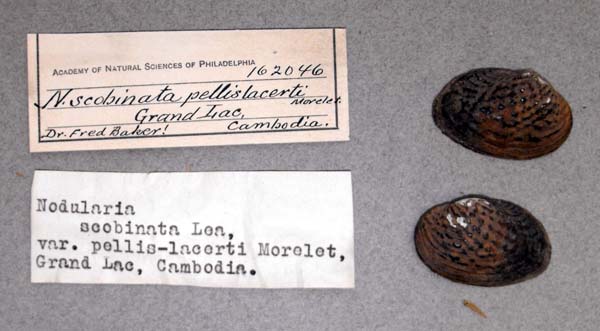 ACADEMY OF NATURAL SCIENCES OF PHILADELPHIA 162046
N. scobinata pellislacerti Morelet.
Grand Lac,
Dr. Fred Baker! Cambodia.
Nodularia
scobinata Lea,
var. pellis-lacerti Morelet,
Grand Lac, Cambodia.